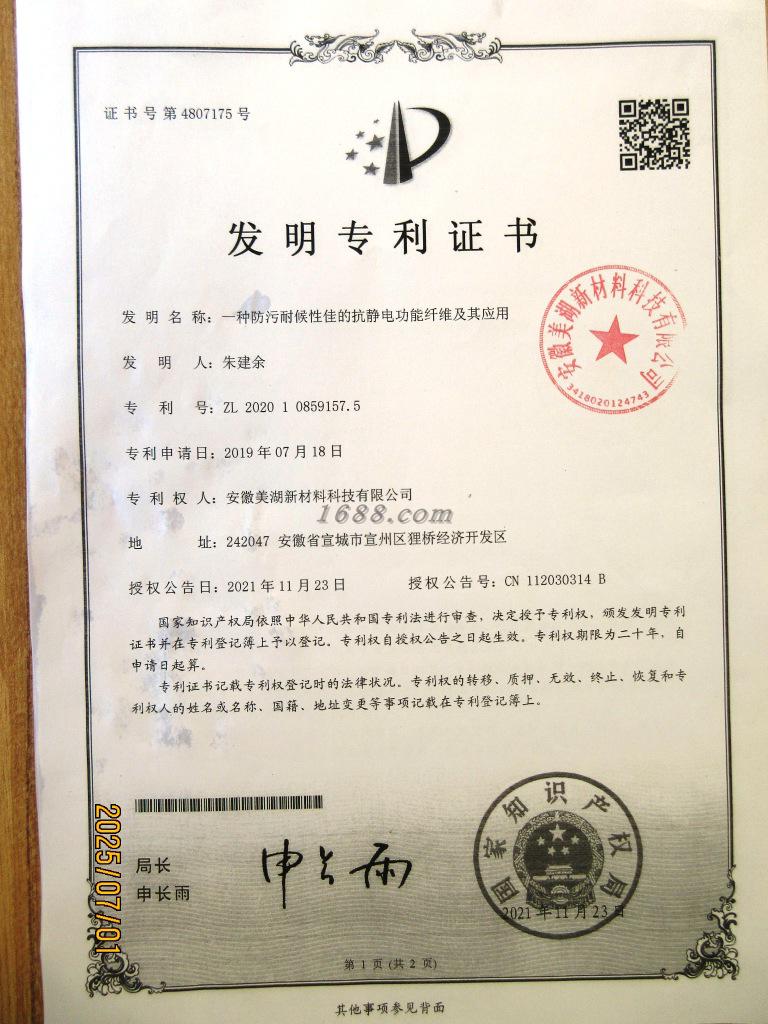 证书号第4807175号
发明专利证书
安徽美湖新材料科技有限公司
3418020124743
发明名称：一种防污耐候性佳的抗静电功能纤维及其应用
发明人：朱建余
专利号：ZL 2020 1 0859157.5
专利申请日：2019年07月18日
专利权人：安徽美湖新材料科技有限公司
1688.com
地址：242047 安徽省宣城市宣州区狸桥经济开发区
授权公告日：2021年11月23日 授权公告号：CN 112030314 B
国家知识产权局依照中华人民共和国专利法进行审查，决定授予专利权，颁发发明专利
证书并在专利登记簿上予以登记。专利权自授权公告之日起生效。专利权期限为二十年，自
申请日起算。
专利证书记载专利权登记时的法律状况。专利权的转移、质押、无效、终止、恢复和专
利权人的姓名或名称、国籍、地址变更等事项记载在专利登记簿上。
局长
申长雨
申长雨
国家知识产权局
2021年11月23日
2025/07/01
第1页(共2页)
其他事项参见背面